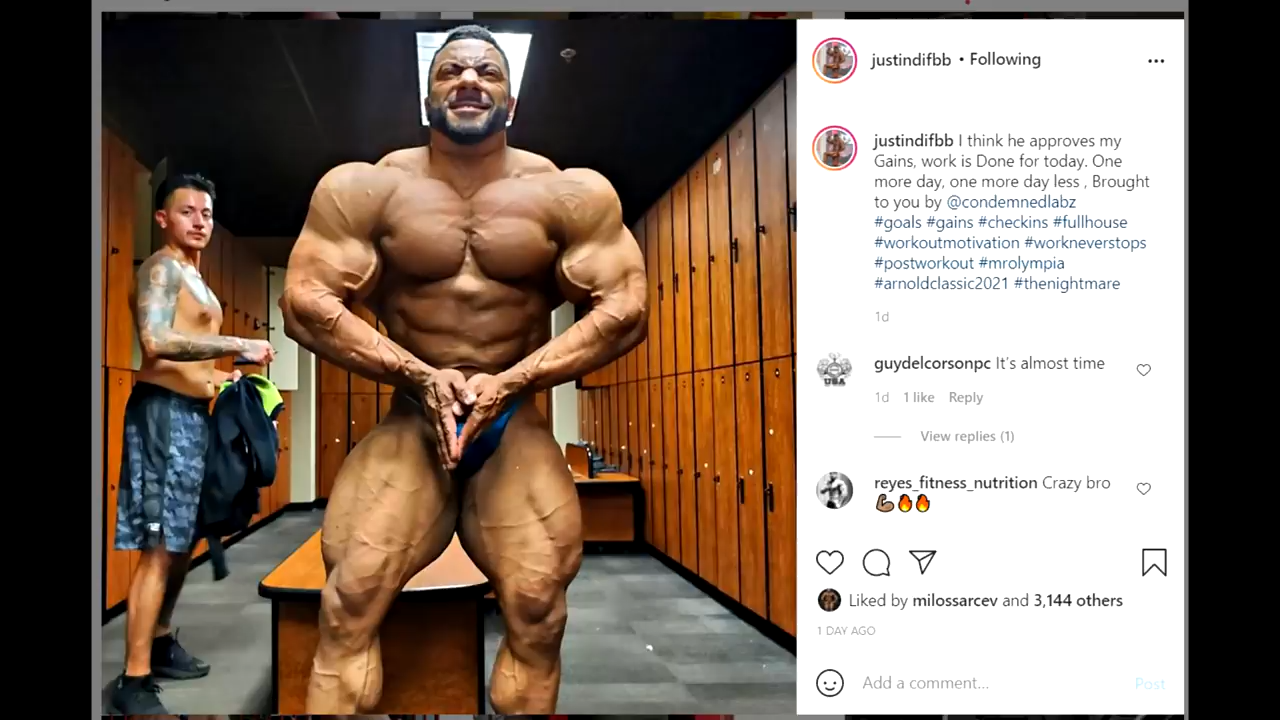 justindifbb • Following
justindifbb I think he approves my
Gains, work is Done for today. One
more day, one more day less , Brought
to you by @condemnedlabz
#goals #gains #checkins #fullhouse
#workoutmotivation #workneverstops
#postworkout #mrolympia
#arnoldclassic2021 #thenightmare
1d
guydelcorsonpc It's almost time
1d 1 like Reply
View replies (1)
reyes_fitness_nutrition Crazy bro
💪🏽🔥🔥
Liked by milossarcev and 3,144 others
1 DAY AGO
Add a comment...
Post